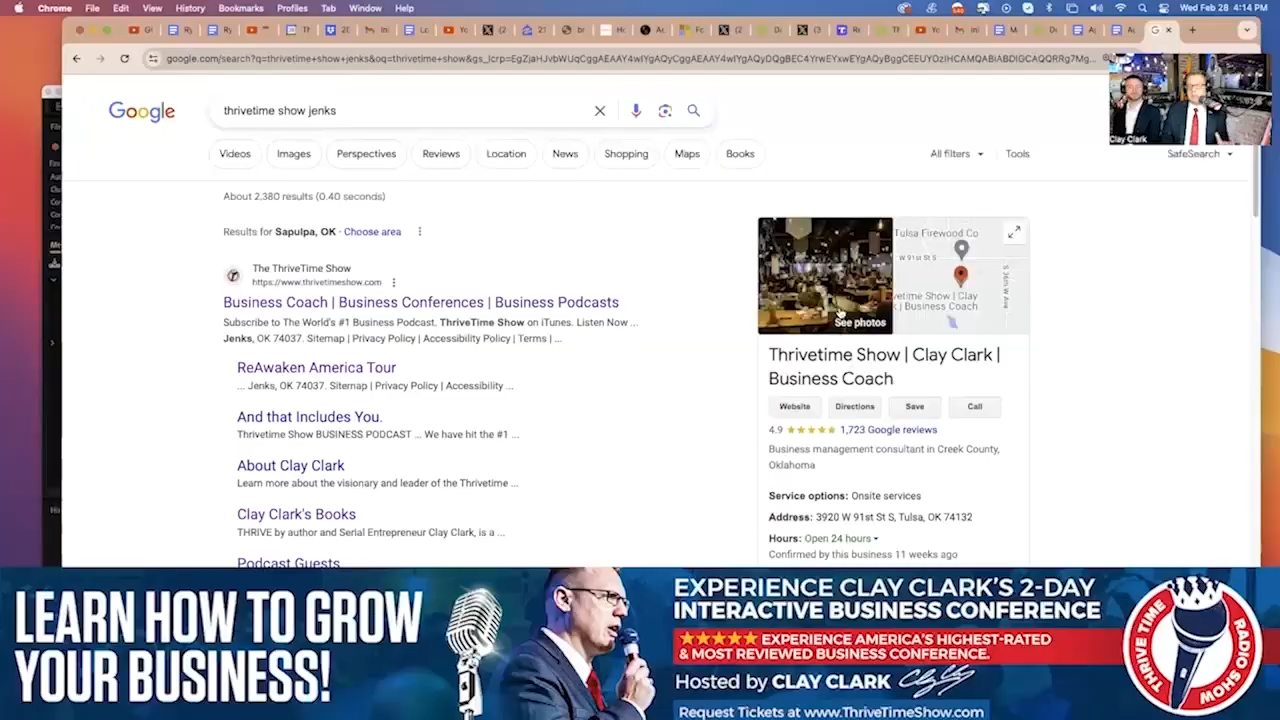 Chrome File Edit View History Bookmarks Profiles Tab Window Help
Wed Feb 28 4:14 PM
google.com/search?q=thrivetime+show+jenks&oq=thrivetime+show&gs_lcrp=
Google
thrivetime show jenks
Clay Clark
Videos Images Perspectives Reviews Location News Shopping Maps Books
All filters Tools SafeSearch
About 2,380 results (0.40 seconds)
Results for Sapulpa, OK · Choose area
The ThriveTime Show
https://www.thrivetimeshow.com
Business Coach | Business Conferences | Business Podcasts
Subscribe to The World's #1 Business Podcast. ThriveTime Show on iTunes. Listen Now ...
Jenks, OK 74037. Sitemap | Privacy Policy | Accessibility Policy | Terms | ...
ReAwaken America Tour
... Jenks, OK 74037. Sitemap | Privacy Policy | Accessibility ...
And that Includes You.
Thrivetime Show BUSINESS PODCAST ... We have hit the #1 ...
About Clay Clark
Learn more about the visionary and leader of the Thrivetime ...
Clay Clark's Books
THRIVE by author and Serial Entrepreneur Clay Clark, is a ...
Podcast Guests
See photos
Tulsa Firewood Co
W 91st St S
S 36th W Ave
vetime Show | Clay
k | Business Coach
Thrivetime Show | Clay Clark |
Business Coach
Website Directions Save Call
4.9 1,723 Google reviews
Business management consultant in Creek County,
Oklahoma
Service options: Onsite services
Address: 3920 W 91st St S, Tulsa, OK 74132
Hours: Open 24 hours
Confirmed by this business 11 weeks ago
LEARN HOW TO GROW
YOUR BUSINESS!
EXPERIENCE CLAY CLARK'S 2-DAY
INTERACTIVE BUSINESS CONFERENCE
★★★★★ EXPERIENCE AMERICA'S HIGHEST-RATED
& MOST REVIEWED BUSINESS CONFERENCE.
Hosted by CLAY CLARK
Request Tickets at www.ThriveTimeShow.com
THRIVE TIME RADIO SHOW